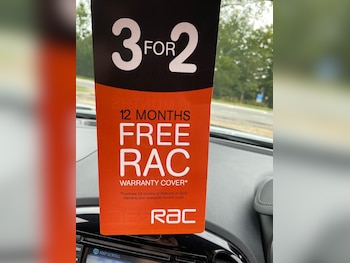 3 FOR 2
12 MONTHS
FREE
RAC
WARRANTY COVER*
RAC